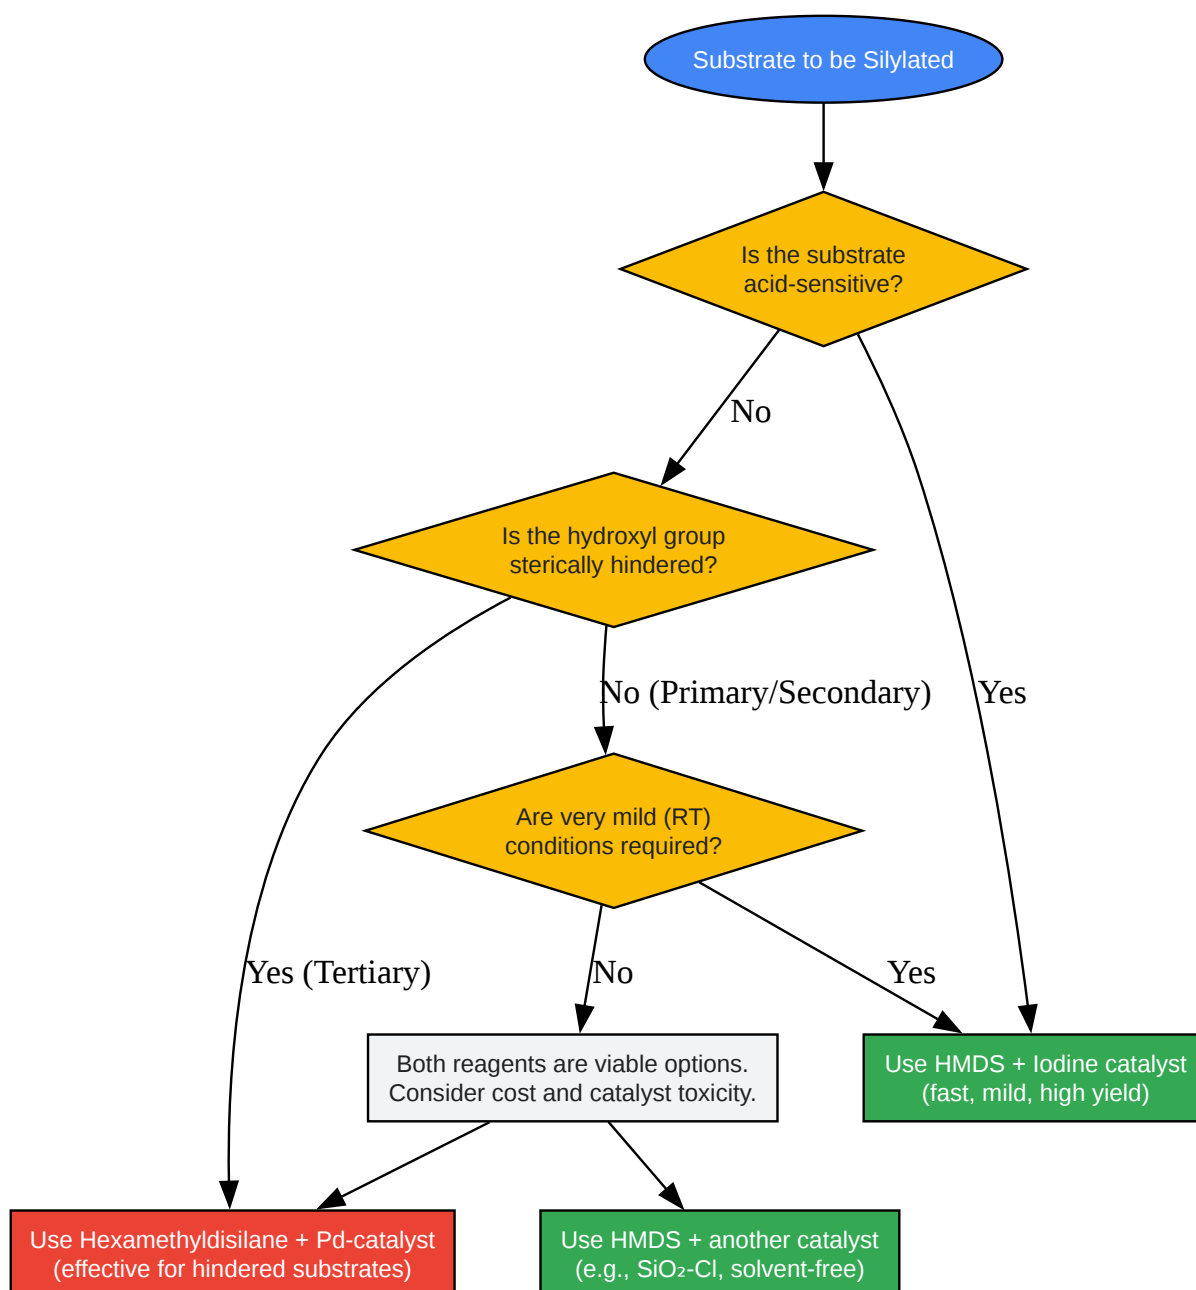 Substrate to be Silylated
Is the substrate
acid-sensitive?
No
Is the hydroxyl group
sterically hindered?
No (Primary/Secondary)
Yes
Are very mild (RT)
conditions required?
Yes (Tertiary)
No
Yes
Both reagents are viable options.
Consider cost and catalyst toxicity.
Use HMDS + Iodine catalyst
(fast, mild, high yield)
Use Hexamethyldisilane + Pd-catalyst
(effective for hindered substrates)
Use HMDS + another catalyst
(e.g., SiO₂-Cl, solvent-free)